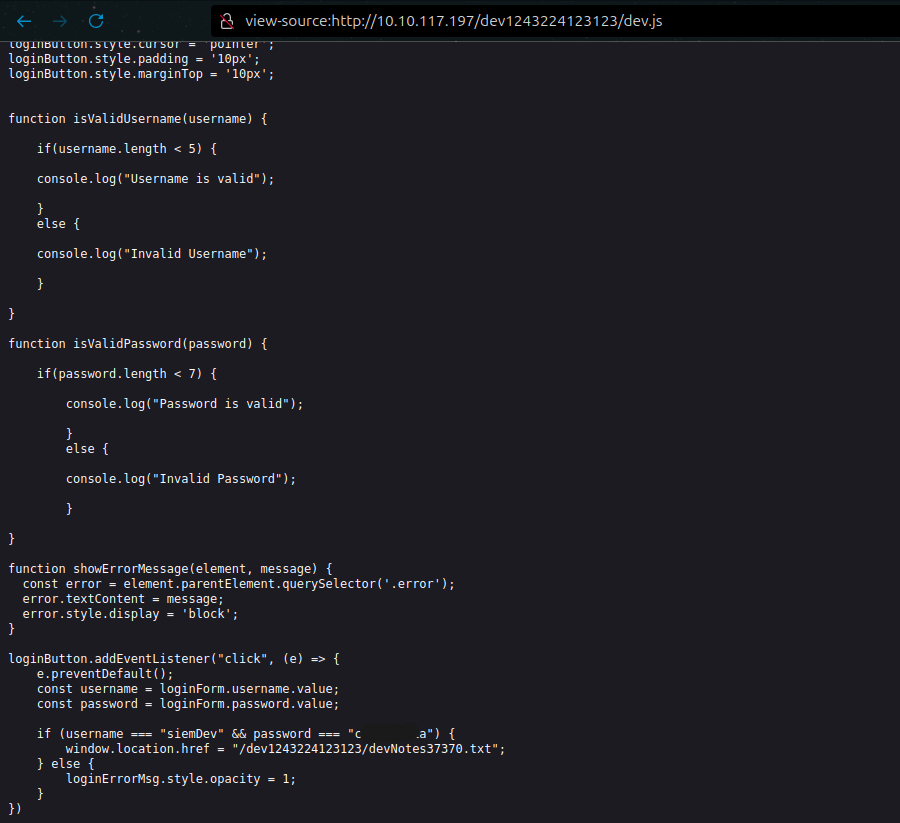 view-source:http://10.10.117.197/dev1243224123123/dev.js
loginButton.style.cursor = 'pointer';
loginButton.style.padding = '10px';
loginButton.style.marginTop = '10px';
function isValidUsername(username) {
if(username.length < 5) {
console.log("Username is valid");
}
else {
console.log("Invalid Username");
}
}
function isValidPassword(password) {
if(password.length < 7) {
console.log("Password is valid");
}
else {
console.log("Invalid Password");
}
}
function showErrorMessage(element, message) {
const error = element.parentElement.querySelector('.error');
error.textContent = message;
error.style.display = 'block';
}
loginButton.addEventListener("click", (e) => {
e.preventDefault();
const username = loginForm.username.value;
const password = loginForm.password.value;
if (username === "siemDev" && password === "c a") {
window.location.href = "/dev1243224123123/devNotes37370.txt";
} else {
loginErrorMsg.style.opacity = 1;
}
})